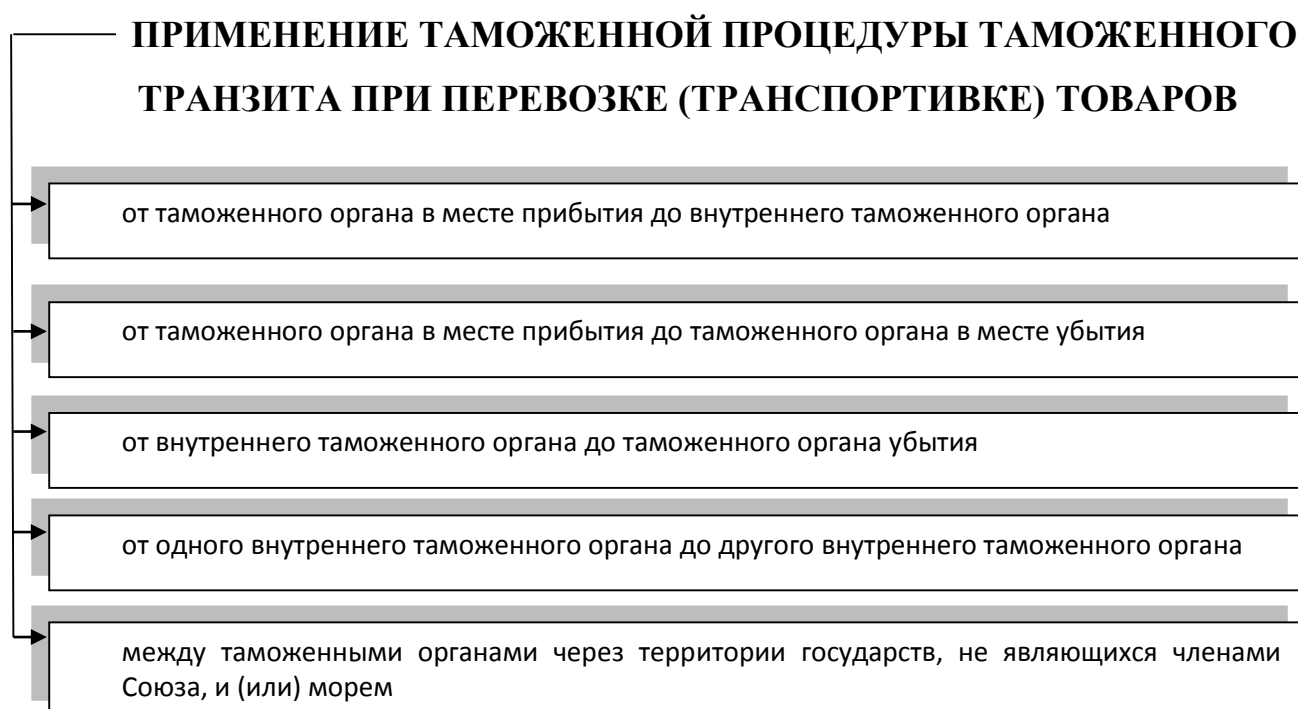 ПРИМЕНЕНИЕ ТАМОЖЕННОЙ ПРОЦЕДУРЫ ТАМОЖЕННОГО
ТРАНЗИТА ПРИ ПЕРЕВОЗКЕ (ТРАНСПОРТИВКЕ) ТОВАРОВ
от таможенного органа в месте прибытия до внутреннего таможенного органа
от таможенного органа в месте прибытия до таможенного органа в месте убытия
от внутреннего таможенного органа до таможенного органа убытия
от одного внутреннего таможенного органа до другого внутреннего таможенного органа
между таможенными органами через территории государств, не являющихся членами
Союза, и (или) морем